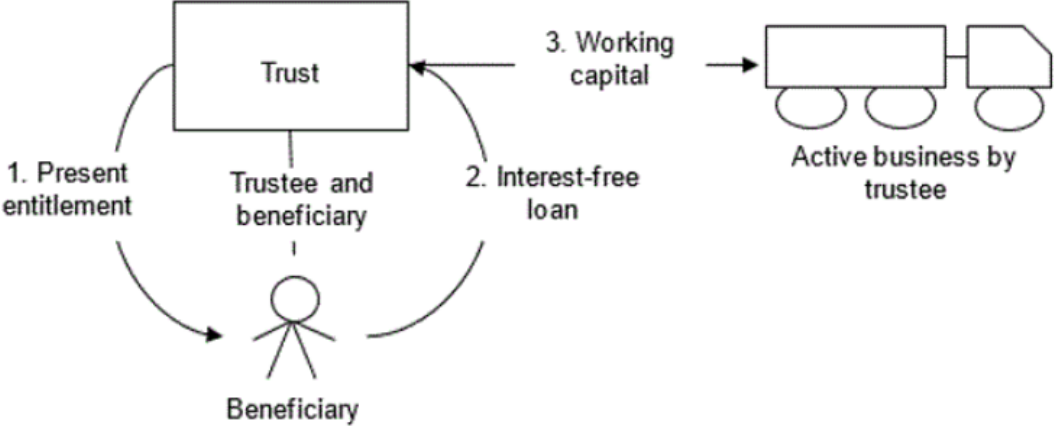 Trust
3. Working
capital
1. Present
entitlement
Trustee and
beneficiary
2. Interest-free
loan
Active business by
trustee
Beneficiary